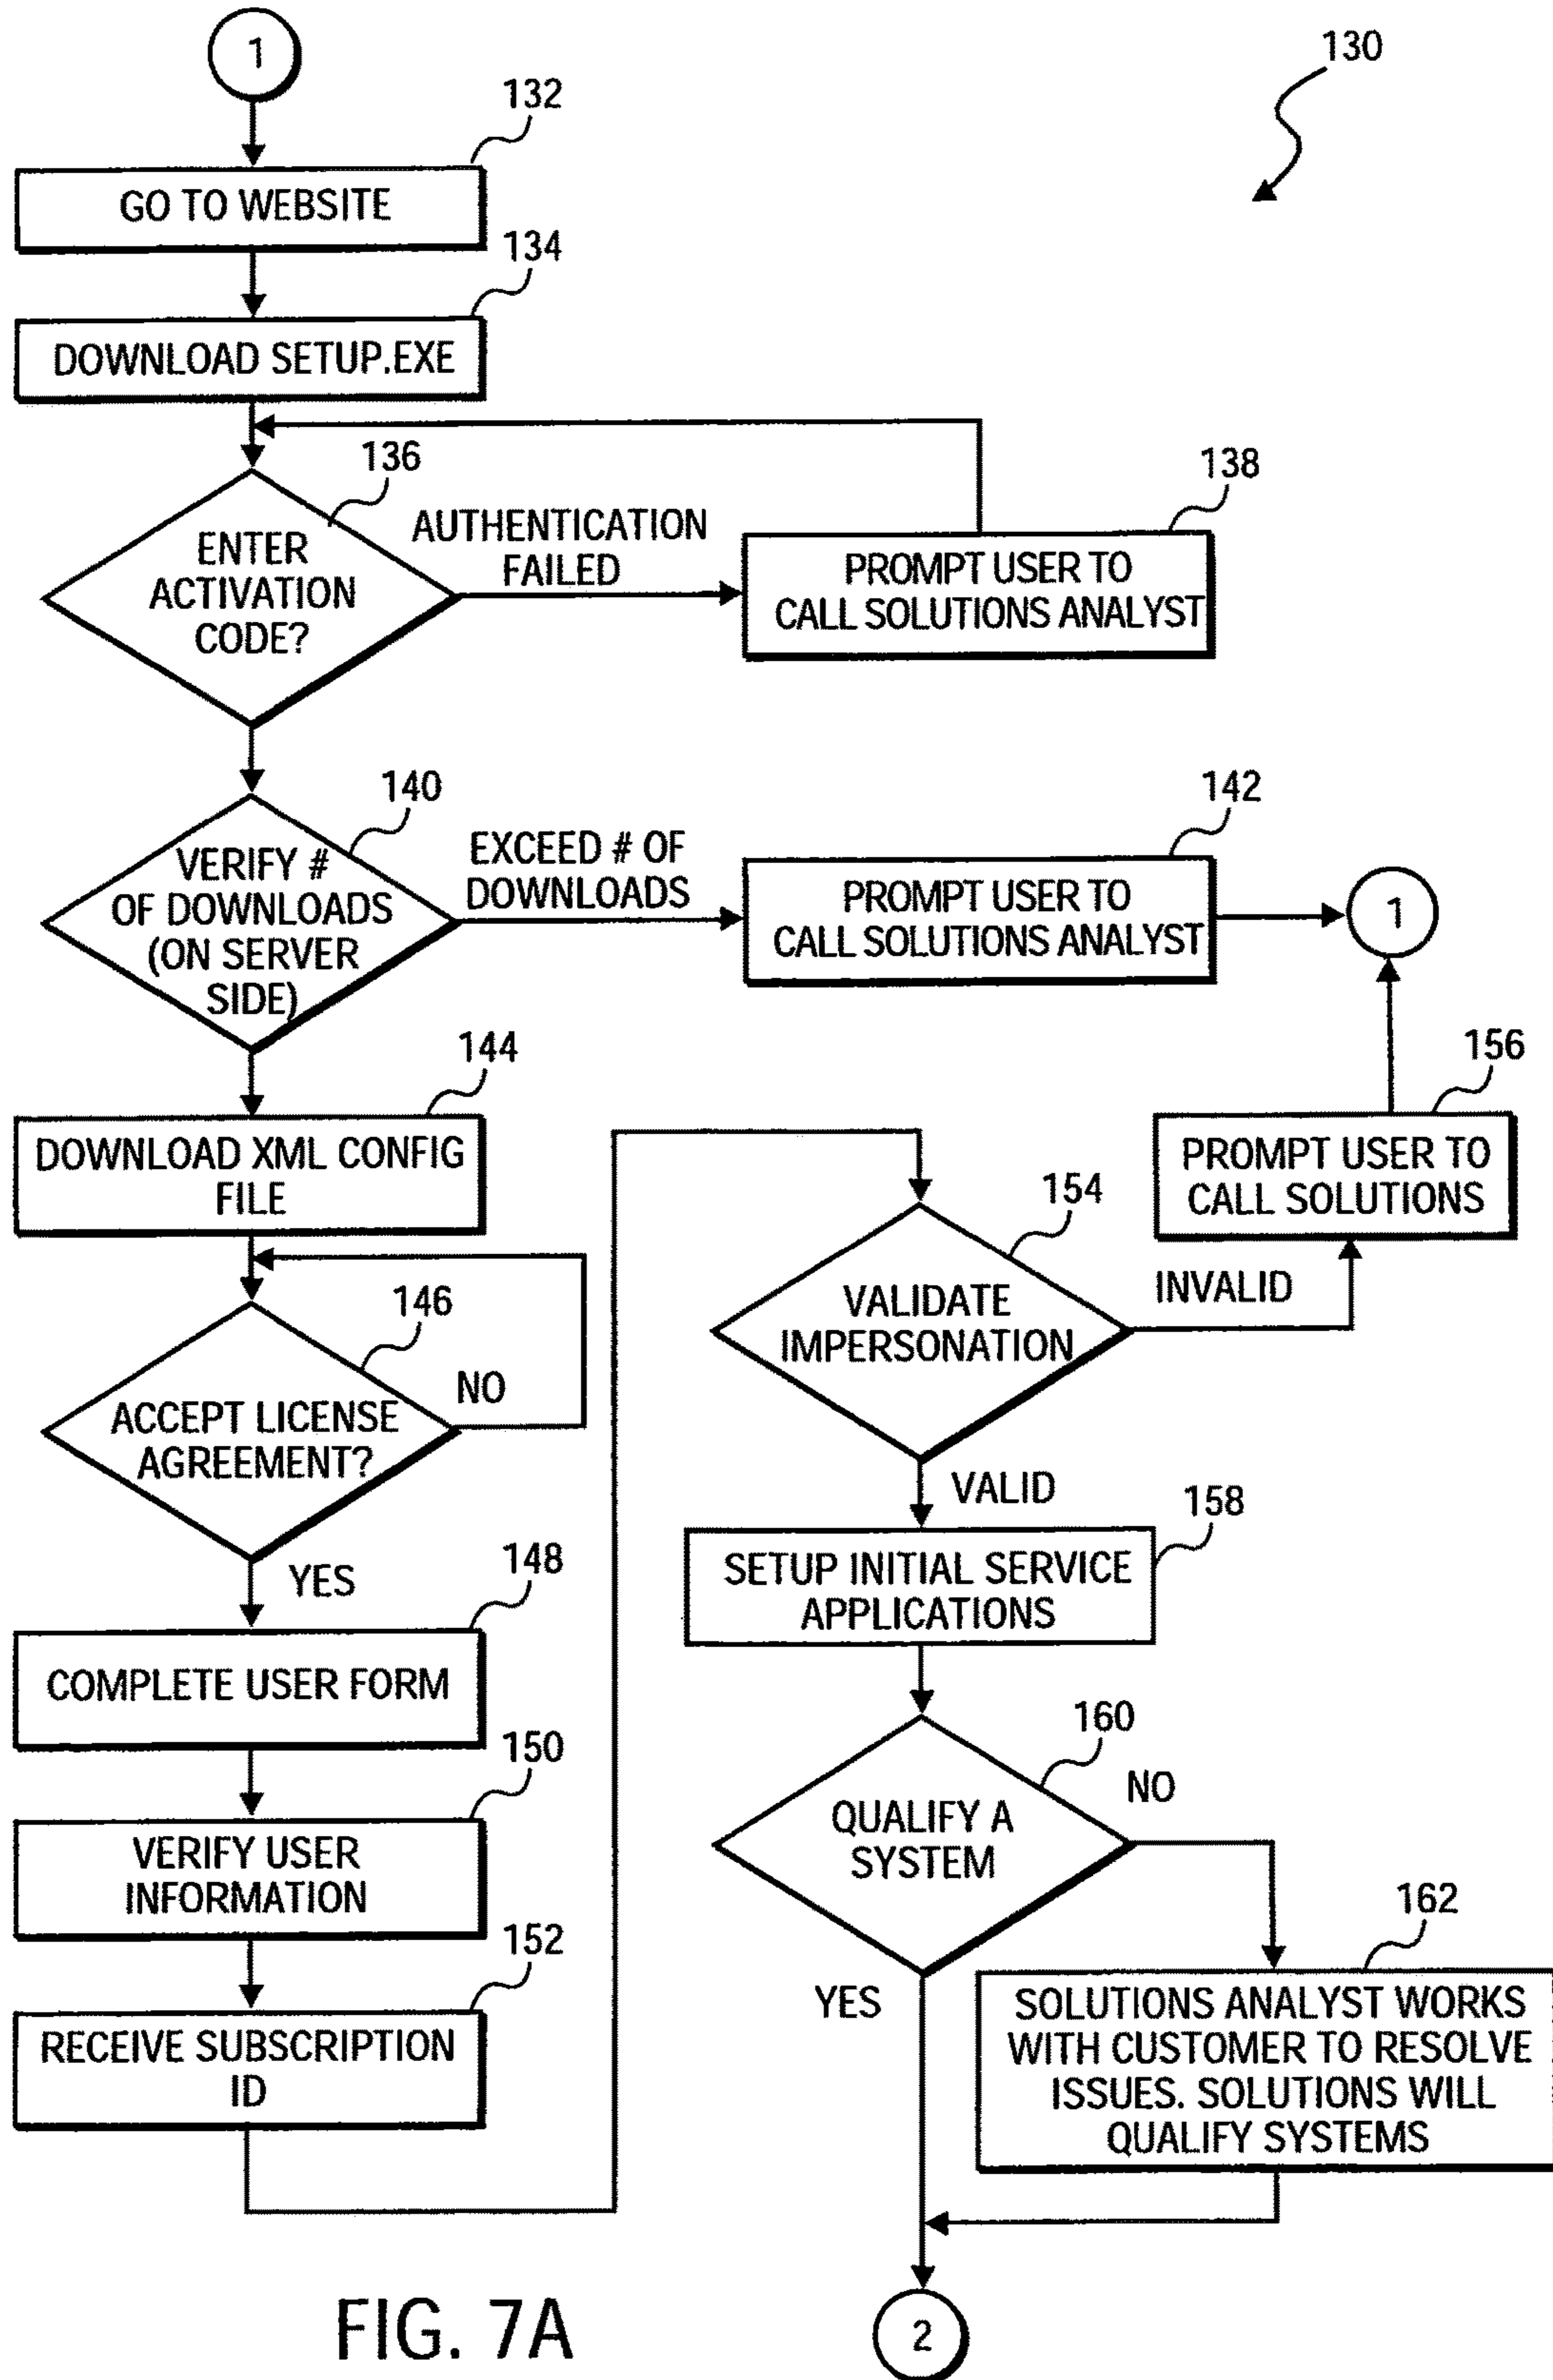 1
130
132
GO TO WEBSITE
134
DOWNLOAD SETUP.EXE
136
ENTER
ACTIVATION
CODE?
AUTHENTICATION
FAILED
138
PROMPT USER TO
CALL SOLUTIONS ANALYST
140
VERIFY #
OF DOWNLOADS
(ON SERVER
SIDE)
EXCEED # OF
DOWNLOADS
142
PROMPT USER TO
CALL SOLUTIONS ANALYST
1
144
DOWNLOAD XML CONFIG
FILE
146
ACCEPT LICENSE
AGREEMENT?
NO
YES
148
COMPLETE USER FORM
150
VERIFY USER
INFORMATION
152
RECEIVE SUBSCRIPTION
ID
154
VALIDATE
IMPERSONATION
INVALID
156
PROMPT USER TO
CALL SOLUTIONS
VALID
158
SETUP INITIAL SERVICE
APPLICATIONS
160
QUALIFY A
SYSTEM
NO
YES
162
SOLUTIONS ANALYST WORKS
WITH CUSTOMER TO RESOLVE
ISSUES. SOLUTIONS WILL
QUALIFY SYSTEMS
2
FIG. 7A